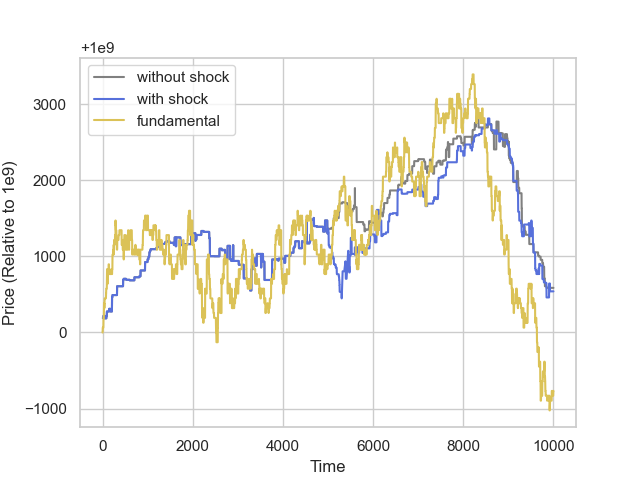 +1e9
without shock
with shock
fundamental
3000
2000
1000
0
−1000
Price (Relative to 1e9)
0
2000
4000
6000
8000
10000
Time